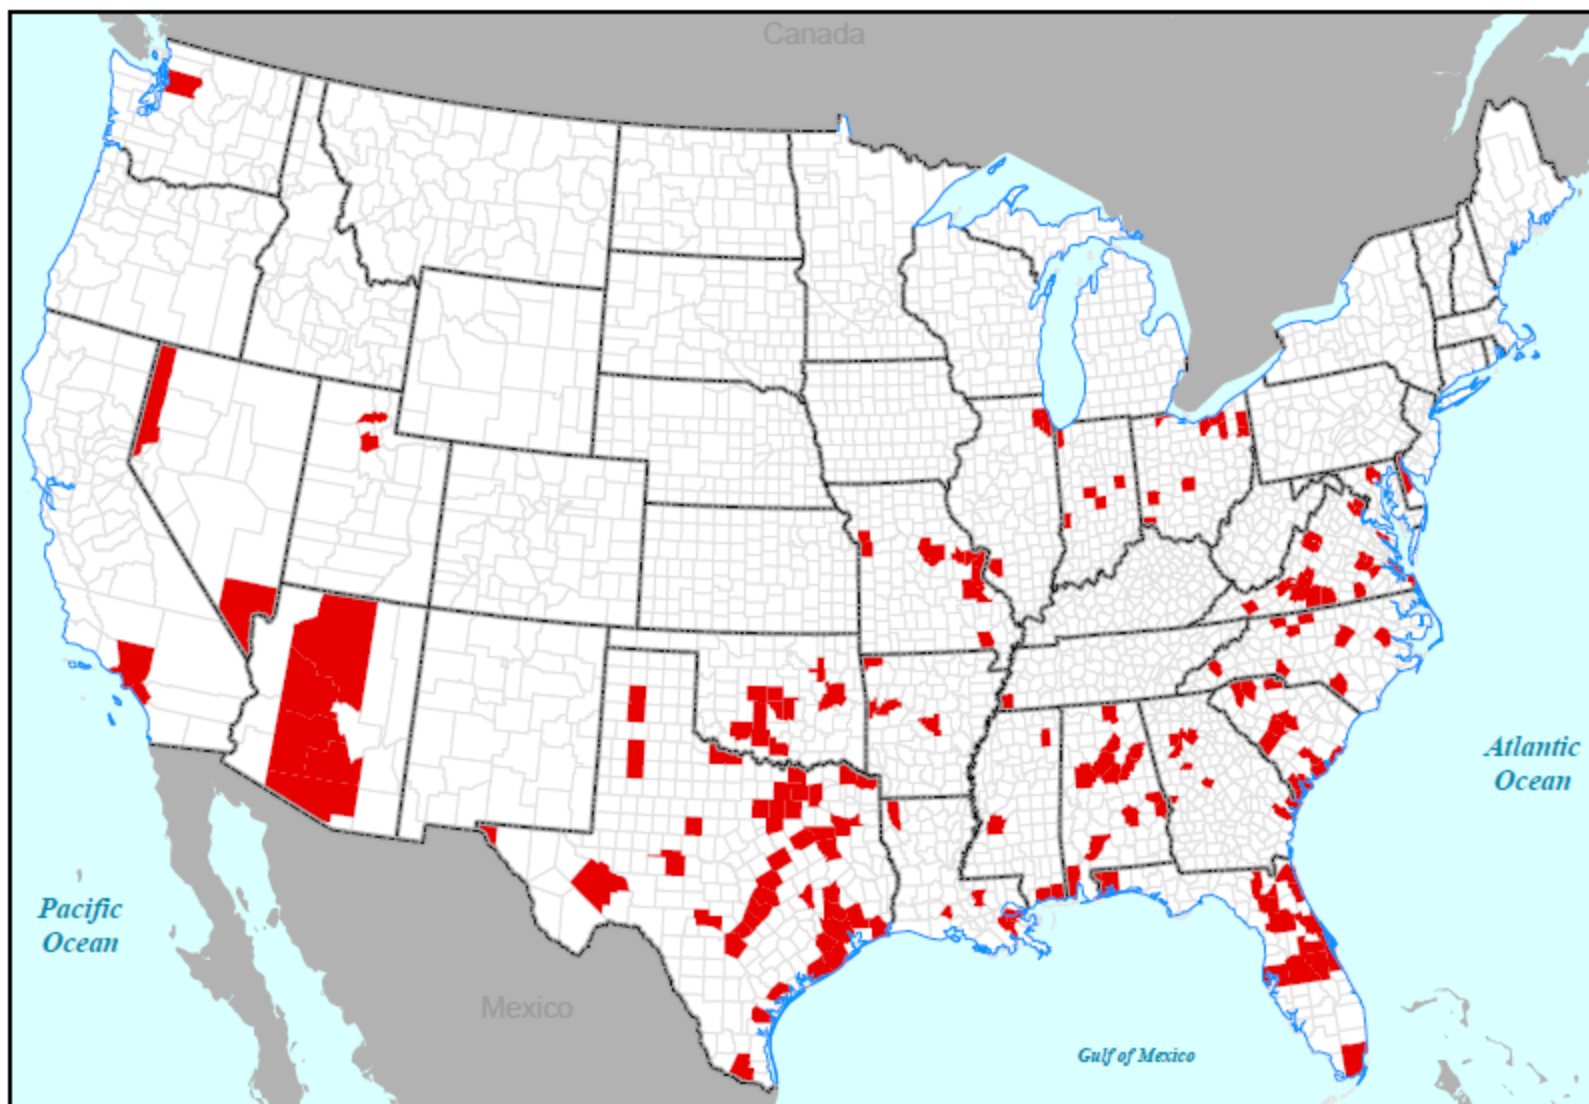 Canada
Atlantic
Ocean
Pacific
Ocean
Mexico
Gulf of Mexico